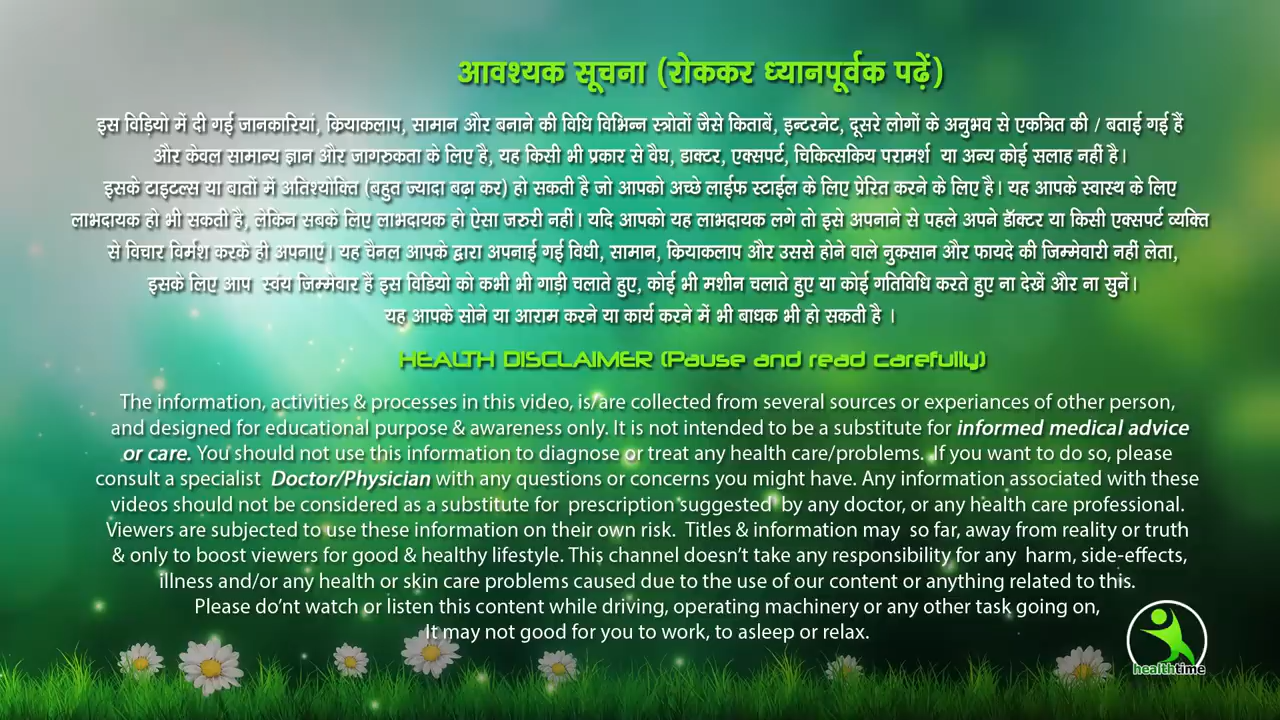 आवश्यक सूचना (रोककर ध्यानपूर्वक पढ़ें)
इस विड़ियो में दी गई जानकारियां, क्रियाकलाप, सामान और बनाने की विधि विभिन्न स्त्रोतों जैसे किताबें, इन्टरनेट, दूसरे लोगों के अनुभव से एकत्रित की / बताई गई हैं
और केवल सामान्य ज्ञान और जागरुकता के लिए है, यह किसी भी प्रकार से वैघ, डाक्टर, एक्सपर्ट, चिकित्सकिय परामर्श या अन्य कोई सलाह नहीं है।
इसके टाइटल्स या बातों में अतिश्योक्ति (बहुत ज्यादा बढ़ा कर) हो सकती है जो आपको अच्छे लाईफ स्टाईल के लिए प्रेरित करने के लिए है। यह आपके स्वास्थ के लिए
लाभदायक हो भी सकती है, लेकिन सबके लिए लाभदायक हो ऐसा जरुरी नहीं। यदि आपको यह लाभदायक लगे तो इसे अपनाने से पहले अपने डॉक्टर या किसी एक्सपर्ट व्यक्ति
से विचार विर्मश करके ही अपनाएं। यह चैनल आपके द्वारा अपनाई गई विधी, सामान, क्रियाकलाप और उससे होने वाले नुकसान और फायदे की जिम्मेवारी नहीं लेता,
इसके लिए आप स्वंय जिम्मेवार हैं इस विडियो को कभी भी गाड़ी चलाते हुए, कोई भी मशीन चलाते हुए या कोई गतिविधि करते हुए ना देखें और ना सुनें।
यह आपके सोने या आराम करने या कार्य करने में भी बाधक भी हो सकती है ।
HEALTH DISCLAIMER (Pause and read carefully)
The information, activities & processes in this video, is/are collected from several sources or experiances of other person,
and designed for educational purpose & awareness only. It is not intended to be a substitute for informed medical advice
or care. You should not use this information to diagnose or treat any health care/problems. If you want to do so, please
consult a specialist Doctor/Physician with any questions or concerns you might have. Any information associated with these
videos should not be considered as a substitute for prescription suggested by any doctor, or any health care professional.
Viewers are subjected to use these information on their own risk. Titles & information may so far, away from reality or truth
& only to boost viewers for good & healthy lifestyle. This channel doesn't take any responsibility for any harm, side-effects,
illness and/or any health or skin care problems caused due to the use of our content or anything related to this.
Please do'nt watch or listen this content while driving, operating machinery or any other task going on,
It may not good for you to work, to asleep or relax.
healthtime